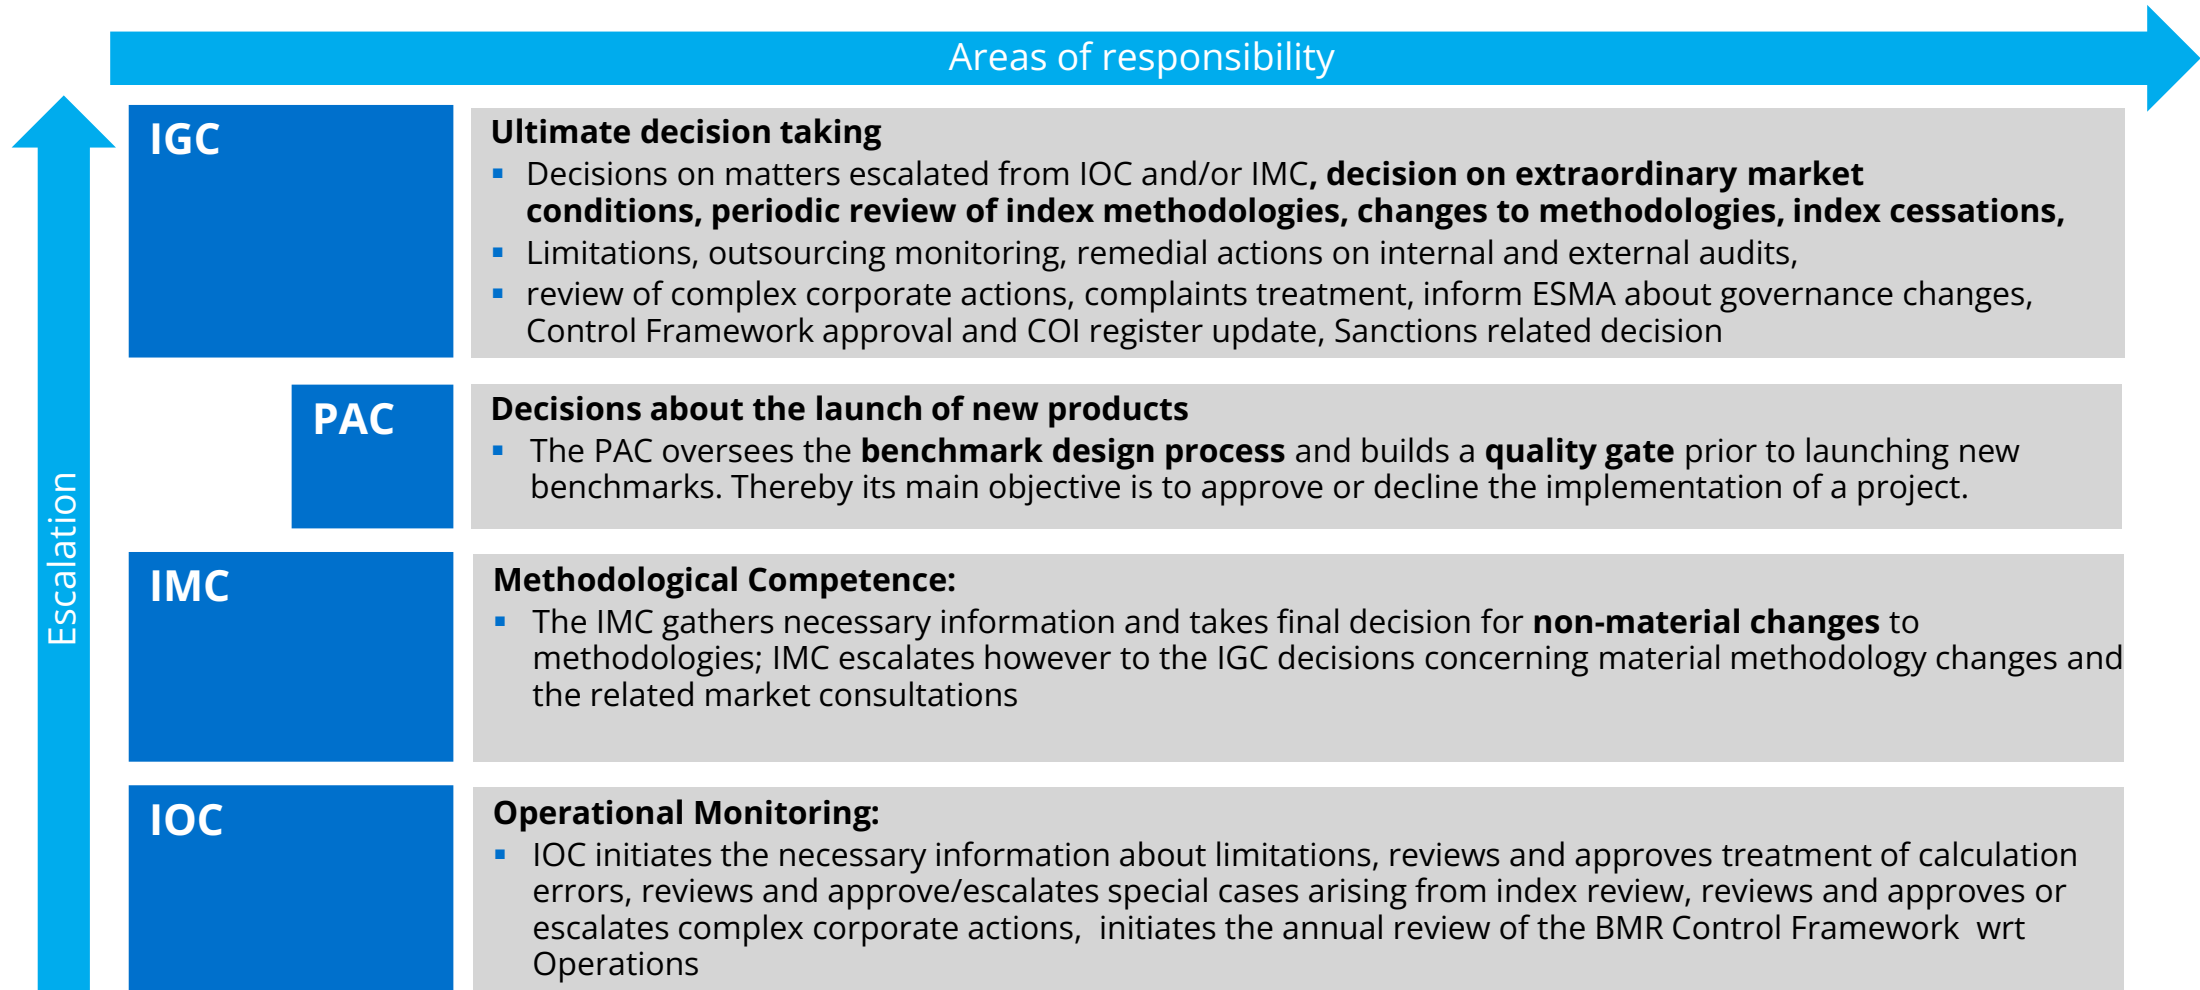 Areas of responsibility
Escalation
IGC
Ultimate decision taking
▪ Decisions on matters escalated from IOC and/or IMC, decision on extraordinary market
conditions, periodic review of index methodologies, changes to methodologies, index cessations,
▪ Limitations, outsourcing monitoring, remedial actions on internal and external audits,
▪ review of complex corporate actions, complaints treatment, inform ESMA about governance changes,
Control Framework approval and COI register update, Sanctions related decision
PAC
Decisions about the launch of new products
▪ The PAC oversees the benchmark design process and builds a quality gate prior to launching new
benchmarks. Thereby its main objective is to approve or decline the implementation of a project.
IMC
Methodological Competence:
▪ The IMC gathers necessary information and takes final decision for non-material changes to
methodologies; IMC escalates however to the IGC decisions concerning material methodology changes and
the related market consultations
IOC
Operational Monitoring:
▪ IOC initiates the necessary information about limitations, reviews and approves treatment of calculation
errors, reviews and approve/escalates special cases arising from index review, reviews and approves or
escalates complex corporate actions,  initiates the annual review of the BMR Control Framework  wrt
Operations